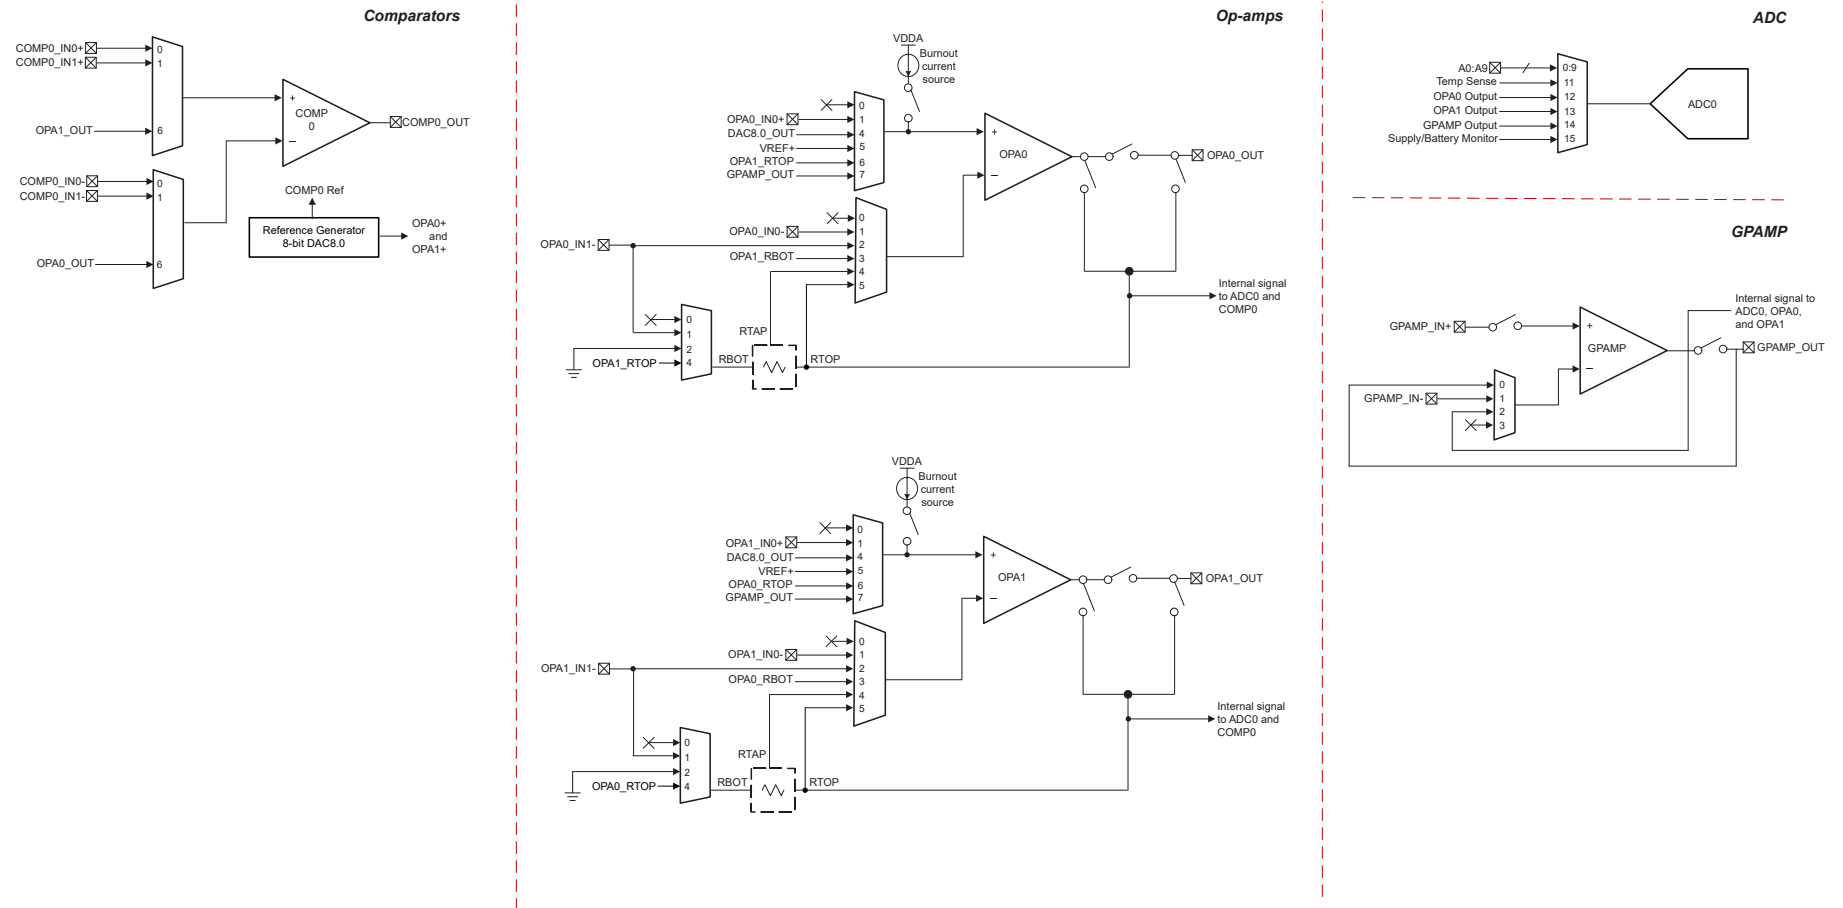 Comparators
COMP0_IN0+
COMP0_IN1+
OPA1_OUT
0
1
6
+
COMP
0
−
COMP0_OUT
COMP0_IN0-
COMP0_IN1-
OPA0_OUT
0
1
6
COMP0 Ref
Reference Generator
8-bit DAC8.0
OPA0+
and
OPA1+
Op-amps
VDDA
Burnout
current
source
OPA0_IN0+
DAC8.0_OUT
VREF+
OPA1_RTOP
GPAMP_OUT
0
1
4
5
6
7
+
OPA0
−
OPA0_OUT
OPA0_IN1-
OPA0_IN0-
OPA1_RBOT
0
1
2
3
4
5
Internal signal
to ADC0 and
COMP0
0
1
2
4
OPA1_RTOP
RBOT
RTAP
RTOP
VDDA
Burnout
current
source
OPA1_IN0+
DAC8.0_OUT
VREF+
OPA0_RTOP
GPAMP_OUT
0
1
4
5
6
7
+
OPA1
−
OPA1_OUT
OPA1_IN1-
OPA1_IN0-
OPA0_RBOT
0
1
2
3
4
5
Internal signal
to ADC0 and
COMP0
0
1
2
4
OPA0_RTOP
RBOT
RTAP
RTOP
ADC
A0:A9
Temp Sense
OPA0 Output
OPA1 Output
GPAMP Output
Supply/Battery Monitor
0:9
11
12
13
14
15
ADC0
GPAMP
GPAMP_IN+
+
GPAMP
−
Internal signal to
ADC0, OPA0,
and OPA1
GPAMP_OUT
GPAMP_IN-
0
1
2
3